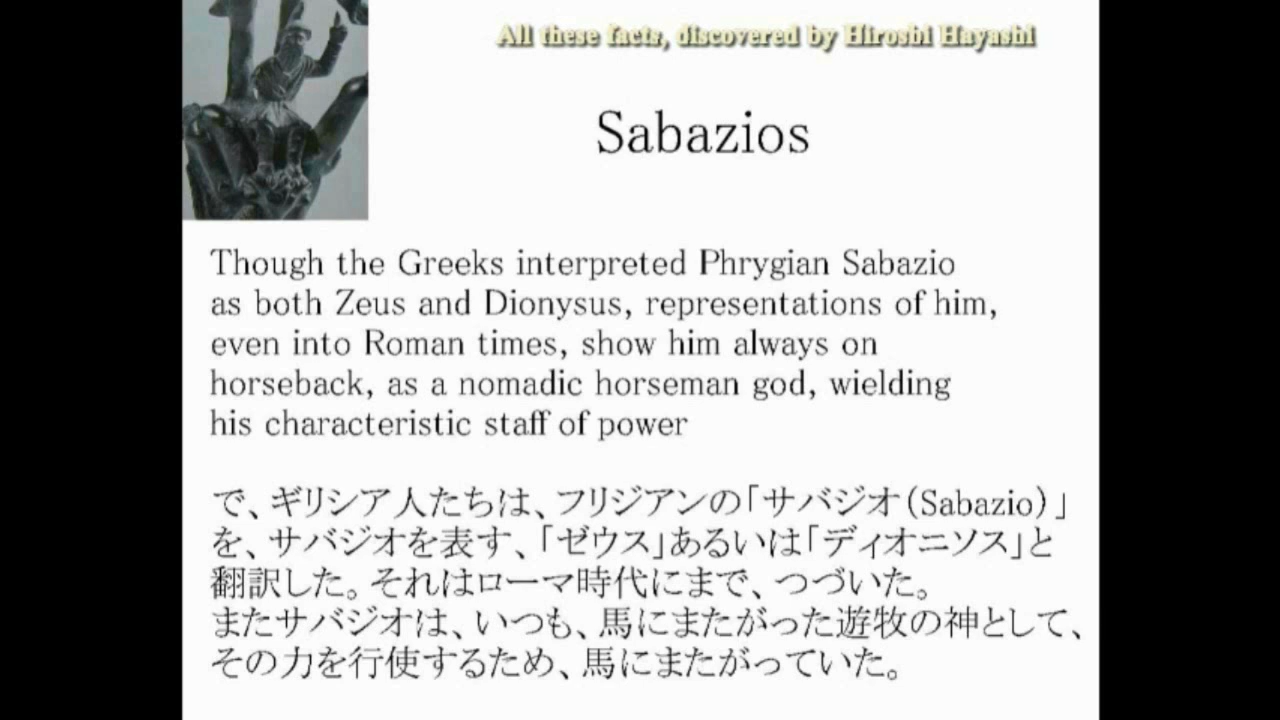 All these facts, discovered by Hiroshi Hayashi
Sabazios
Though the Greeks interpreted Phrygian Sabazio
as both Zeus and Dionysus, representations of him,
even into Roman times, show him always on
horseback, as a nomadic horseman god, wielding
his characteristic staff of power
で、ギリシア人たちは、フリジアンの「サバジオ(Sabazio)」
を、サバジオを表す、「ゼウス」あるいは「ディオニソス」と
翻訳した。それはローマ時代にまで、つづいた。
またサバジオは、いつも、馬にまたがった遊牧の神として、
その力を行使するため、馬にまたがっていた。